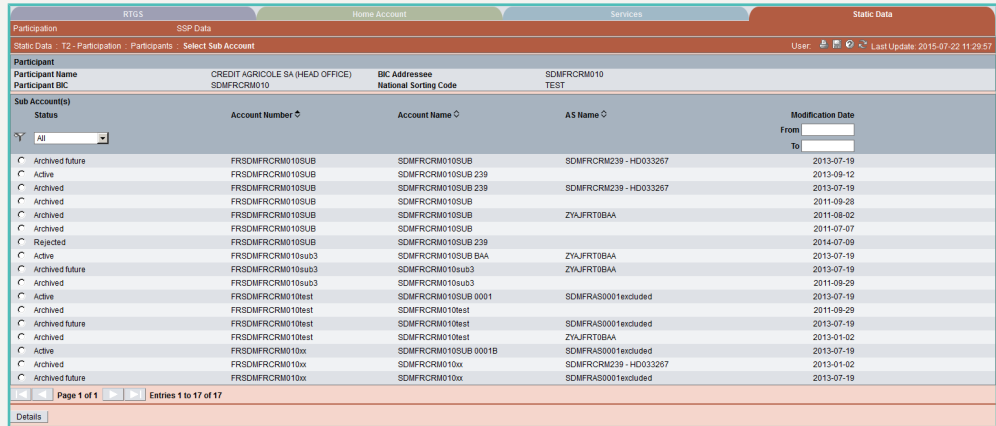 RTGS Home Account Services Static Data
Participation SSP Data
Static Data : T2 - Participation : Participants : Select Sub Account User: Last Update: 2015-07-22 11:29:57
Participant
Participant Name CREDIT AGRICOLE SA (HEAD OFFICE) BIC Addressee SDMFRCRM010
Participant BIC SDMFRCRM010 National Sorting Code TEST
Sub Account(s)
Status Account Number Account Name AS Name Modification Date
From
All
To
Archived future FRSDMFRCRM010SUB SDMFRCRM010SUB SDMFRCRM239 - HD033267 2013-07-19
Active FRSDMFRCRM010SUB SDMFRCRM010SUB 239 2013-09-12
Archived FRSDMFRCRM010SUB SDMFRCRM010SUB 239 SDMFRCRM239 - HD033267 2013-07-19
Archived FRSDMFRCRM010SUB SDMFRCRM010SUB 2011-09-28
Archived FRSDMFRCRM010SUB SDMFRCRM010SUB ZYAJFRT0BAA 2011-08-02
Archived FRSDMFRCRM010SUB SDMFRCRM010SUB 2011-07-07
Rejected FRSDMFRCRM010SUB SDMFRCRM010SUB 239 2014-07-09
Active FRSDMFRCRM010sub3 SDMFRCRM010SUB BAA ZYAJFRT0BAA 2013-07-19
Archived future FRSDMFRCRM010sub3 SDMFRCRM010sub3 ZYAJFRT0BAA 2013-07-19
Archived FRSDMFRCRM010sub3 SDMFRCRM010sub3 2011-09-29
Active FRSDMFRCRM010test SDMFRCRM010SUB 0001 SDMFRAS0001excluded 2013-07-19
Archived FRSDMFRCRM010test SDMFRCRM010test 2011-09-29
Archived future FRSDMFRCRM010test SDMFRCRM010test SDMFRAS0001excluded 2013-07-19
Archived FRSDMFRCRM010test SDMFRCRM010test ZYAJFRT0BAA 2013-01-02
Active FRSDMFRCRM010xx SDMFRCRM010SUB 0001B SDMFRAS0001excluded 2013-07-19
Archived FRSDMFRCRM010xx SDMFRCRM010xx SDMFRCRM239 - HD033267 2013-01-02
Archived future FRSDMFRCRM010xx SDMFRCRM010xx SDMFRAS0001excluded 2013-07-19
Page 1 of 1 Entries 1 to 17 of 17
Details